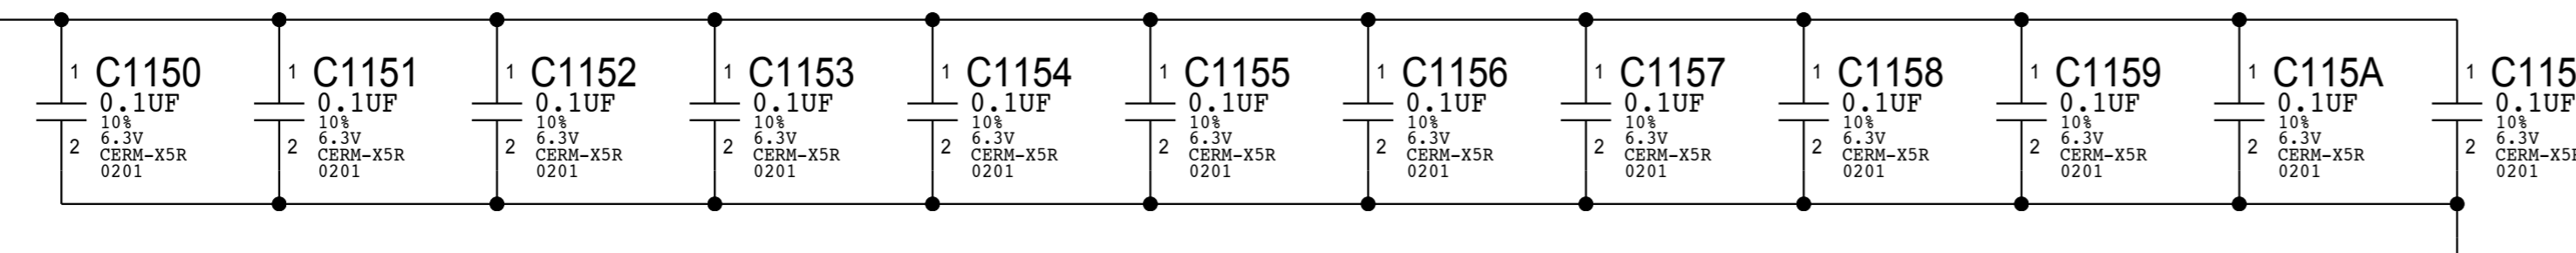 1 C1150
0.1UF
10%
6.3V
2 CERM-X5R
0201
1 C1151
0.1UF
10%
6.3V
2 CERM-X5R
0201
1 C1152
0.1UF
10%
6.3V
2 CERM-X5R
0201
1 C1153
0.1UF
10%
6.3V
2 CERM-X5R
0201
1 C1154
0.1UF
10%
6.3V
2 CERM-X5R
0201
1 C1155
0.1UF
10%
6.3V
2 CERM-X5R
0201
1 C1156
0.1UF
10%
6.3V
2 CERM-X5R
0201
1 C1157
0.1UF
10%
6.3V
2 CERM-X5R
0201
1 C1158
0.1UF
10%
6.3V
2 CERM-X5R
0201
1 C1159
0.1UF
10%
6.3V
2 CERM-X5R
0201
1 C115A
0.1UF
10%
6.3V
2 CERM-X5R
0201
1 C115
0.1UF
10%
6.3V
2 CERM-X5
0201